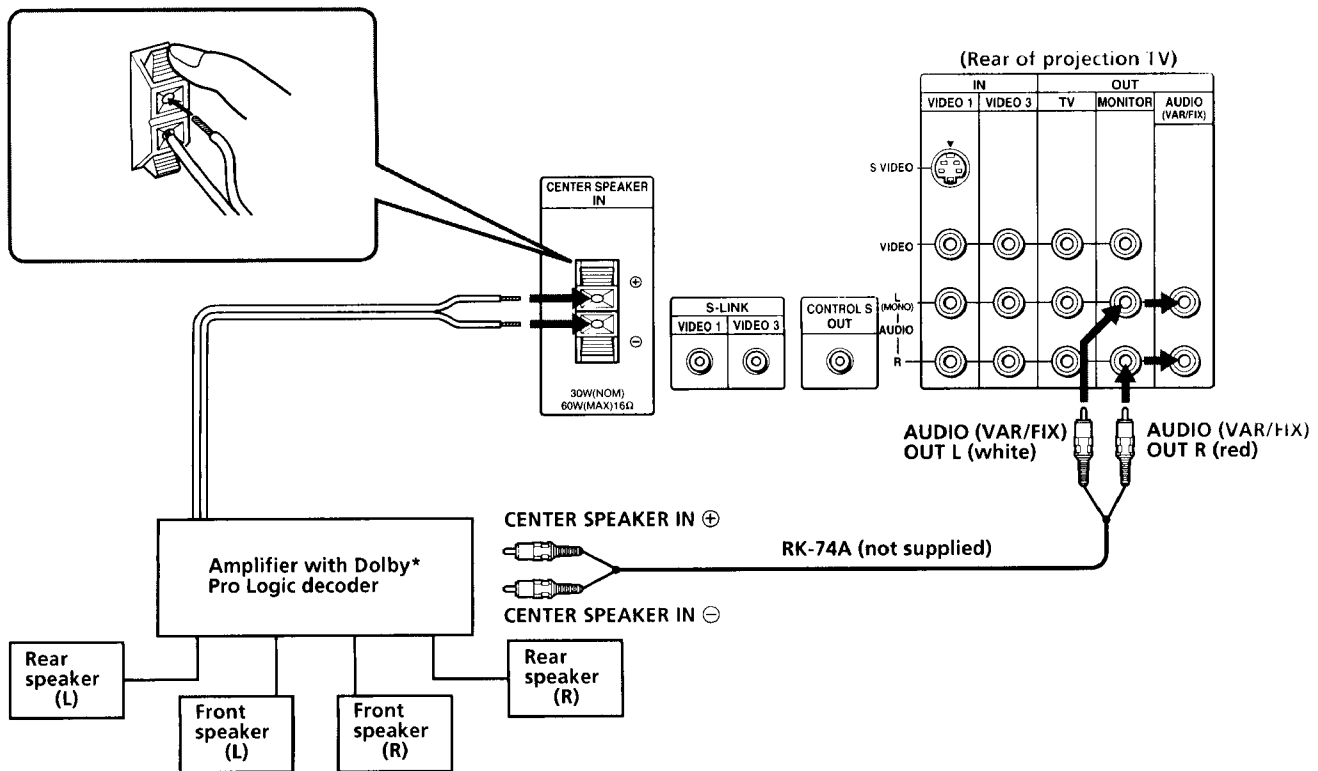 (Rear of projection TV)
IN OUT
VIDEO 1 VIDEO 3 TV MONITOR AUDIO
(VAR/FIX)
S VIDEO
VIDEO
L
(MONO)
AUDIO
R
CENTER SPEAKER
IN
⊕
⊖
30W(NOM)
60W(MAX)16Ω
S-LINK
VIDEO 1 VIDEO 3
CONTROL S
OUT
AUDIO (VAR/FIX)
OUT L (white)
AUDIO (VAR/FIX)
OUT R (red)
CENTER SPEAKER IN ⊕
RK-74A (not supplied)
CENTER SPEAKER IN ⊖
Amplifier with Dolby*
Pro Logic decoder
Rear
speaker
(L)
Front
speaker
(L)
Front
speaker
(R)
Rear
speaker
(R)